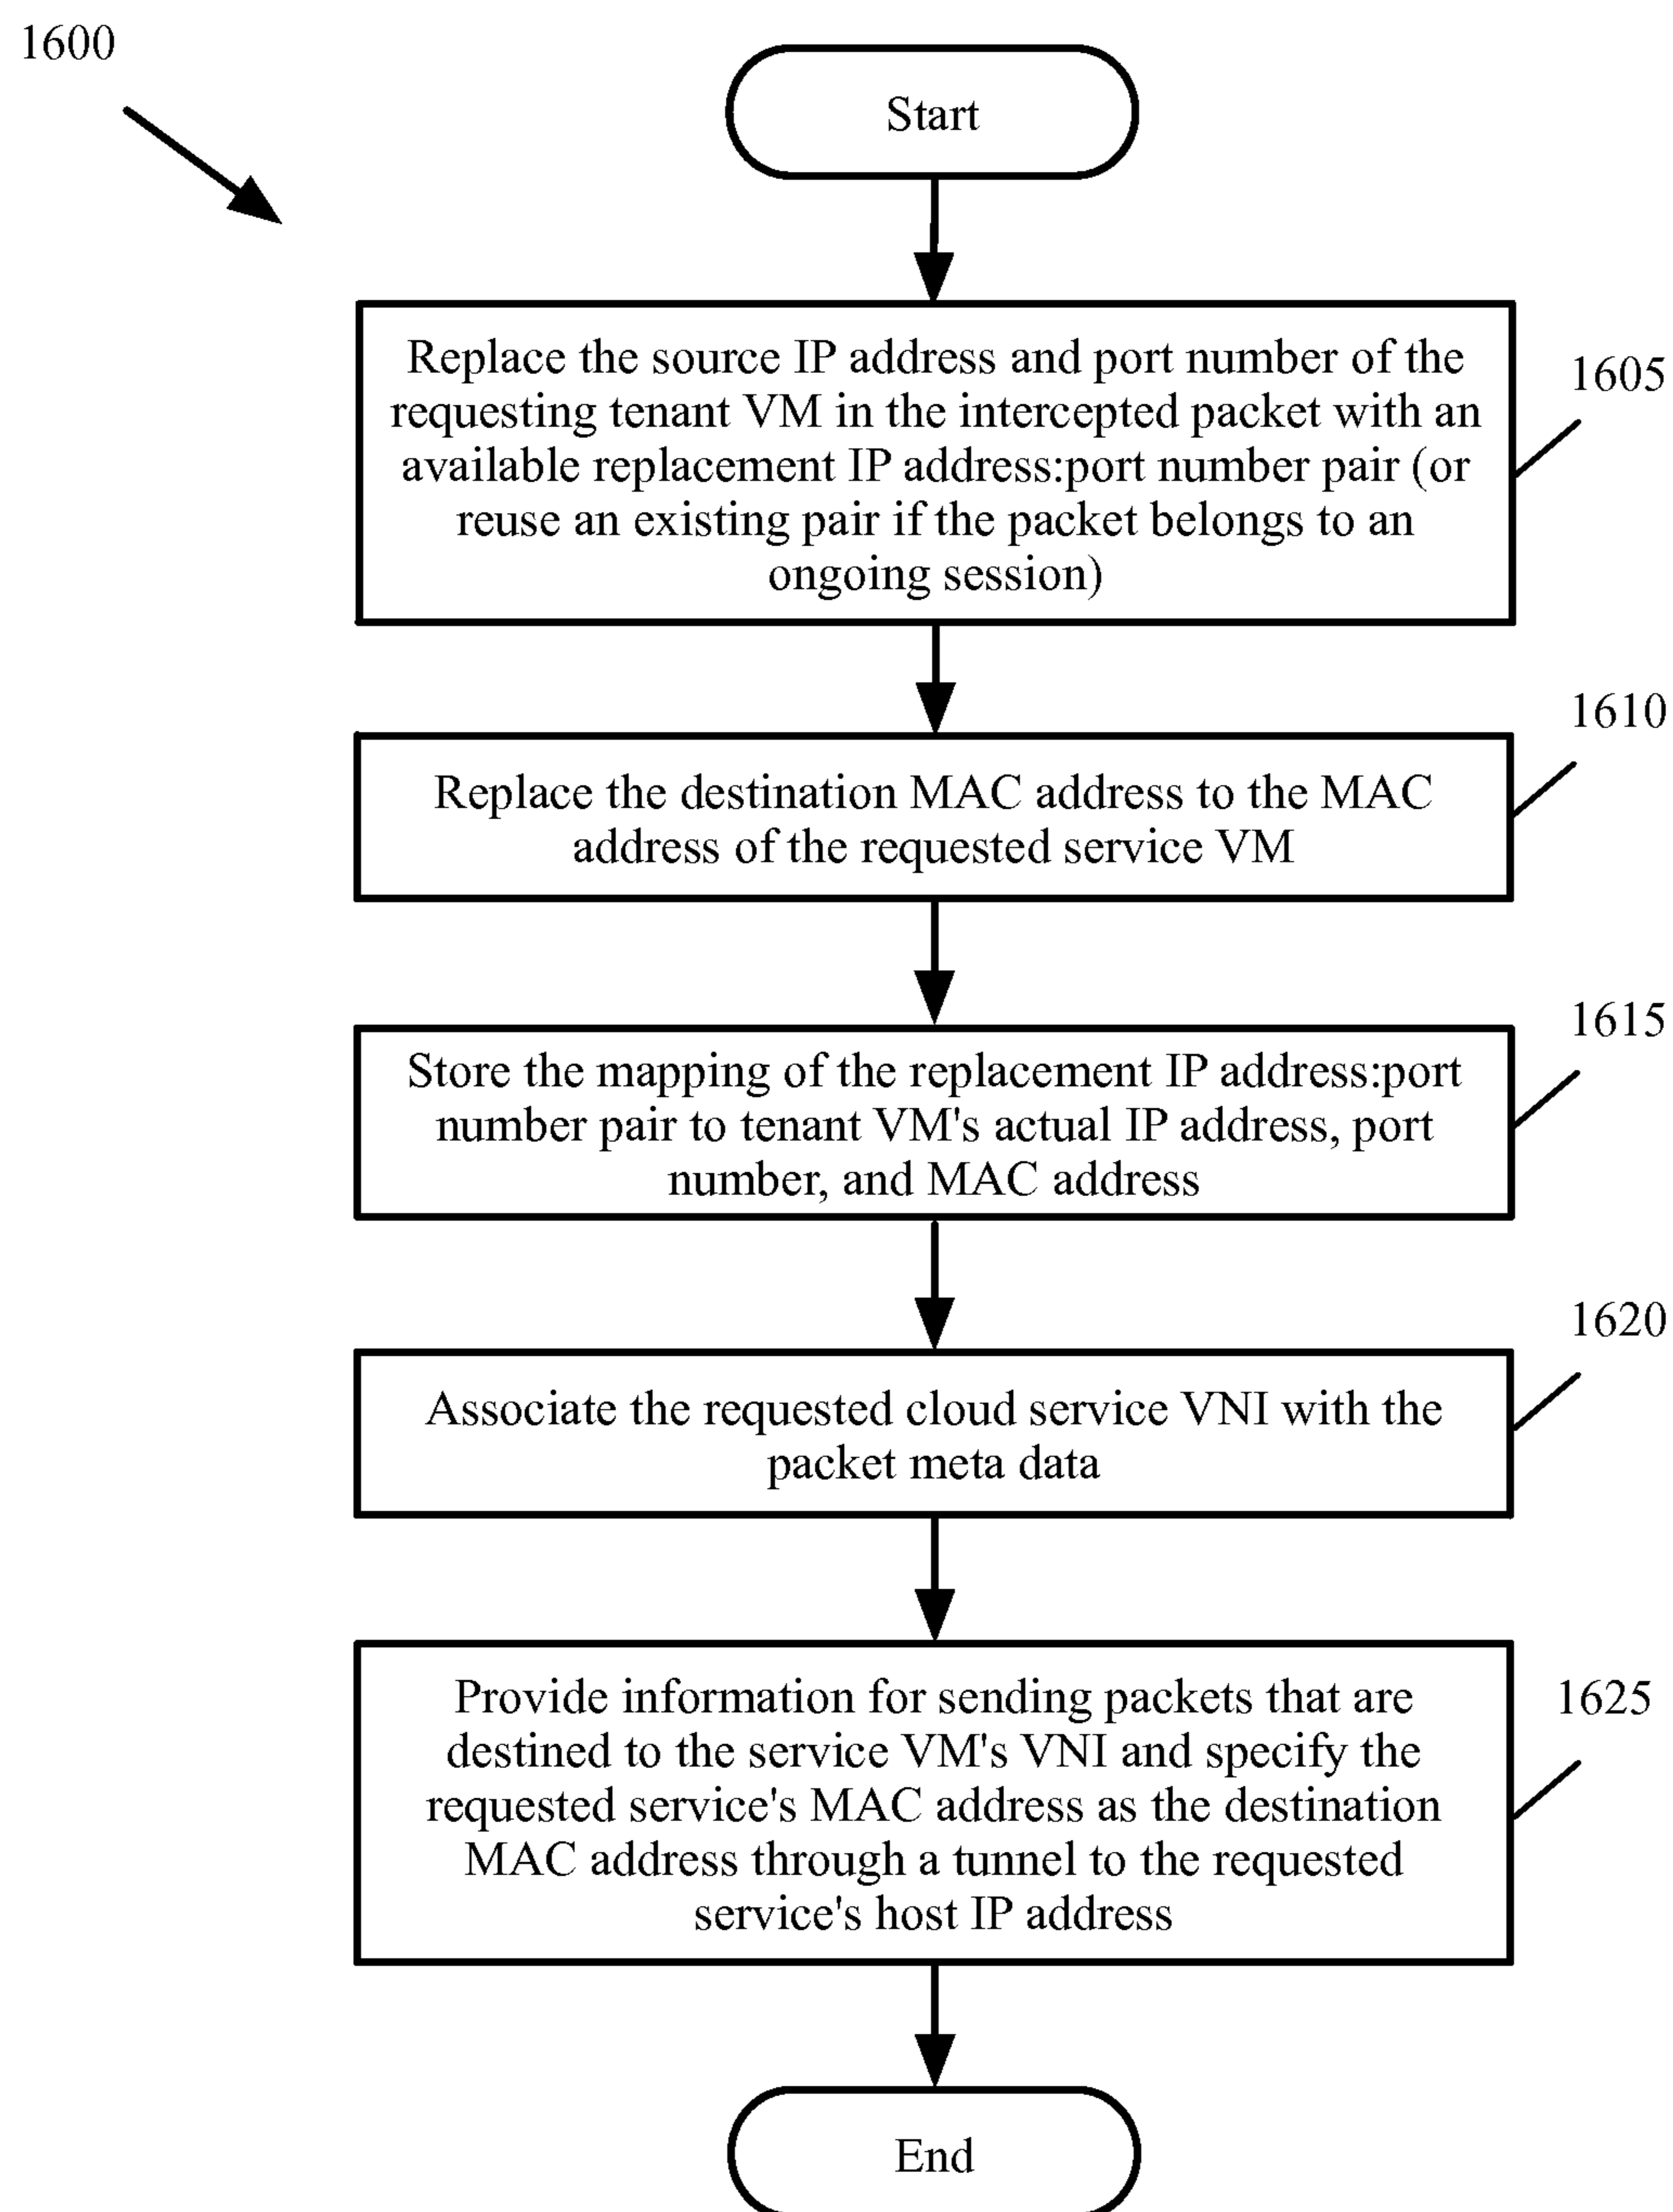 1600
Start
Replace the source IP address and port number of the
requesting tenant VM in the intercepted packet with an
available replacement IP address:port number pair (or
reuse an existing pair if the packet belongs to an
ongoing session)
1605
Replace the destination MAC address to the MAC
address of the requested service VM
1610
Store the mapping of the replacement IP address:port
number pair to tenant VM's actual IP address, port
number, and MAC address
1615
Associate the requested cloud service VNI with the
packet meta data
1620
Provide information for sending packets that are
destined to the service VM's VNI and specify the
requested service's MAC address as the destination
MAC address through a tunnel to the requested
service's host IP address
1625
End